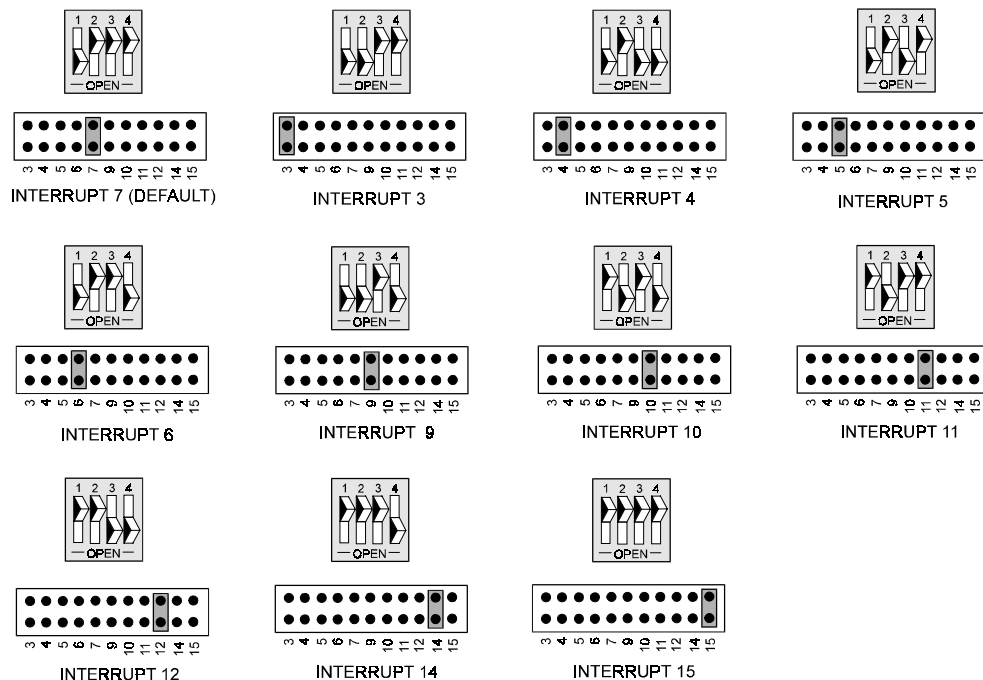 1 2 3 4
OPEN
3 4 5 6 7 9 10 11 12 14 15
INTERRUPT 7 (DEFAULT)
1 2 3 4
OPEN
3 4 5 6 7 9 10 11 12 14 15
INTERRUPT 3
1 2 3 4
OPEN
3 4 5 6 7 9 10 11 12 14 15
INTERRUPT 4
1 2 3 4
OPEN
3 4 5 6 7 9 10 11 12 14 15
INTERRUPT 5
1 2 3 4
OPEN
3 4 5 6 7 9 10 11 12 14 15
INTERRUPT 6
1 2 3 4
OPEN
3 4 5 6 7 9 10 11 12 14 15
INTERRUPT 9
1 2 3 4
OPEN
3 4 5 6 7 9 10 11 12 14 15
INTERRUPT 10
1 2 3 4
OPEN
3 4 5 6 7 9 10 11 12 14 15
INTERRUPT 11
1 2 3 4
OPEN
3 4 5 6 7 9 10 11 12 14 15
INTERRUPT 12
1 2 3 4
OPEN
3 4 5 6 7 9 10 11 12 14 15
INTERRUPT 14
1 2 3 4
OPEN
3 4 5 6 7 9 10 11 12 14 15
INTERRUPT 15